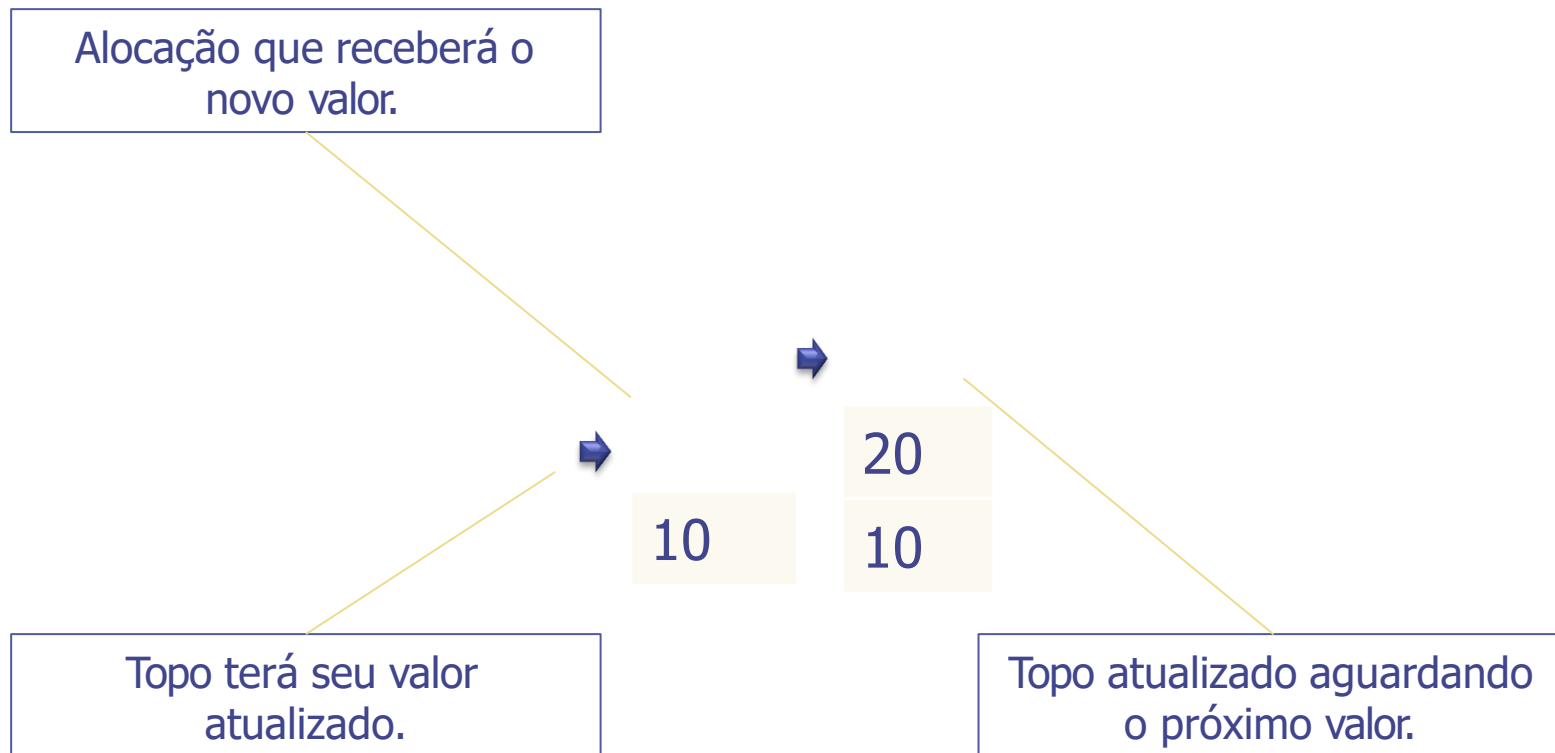 Alocação que receberá o
novo valor.
20
10
10
Topo terá seu valor
atualizado.
Topo atualizado aguardando
o próximo valor.